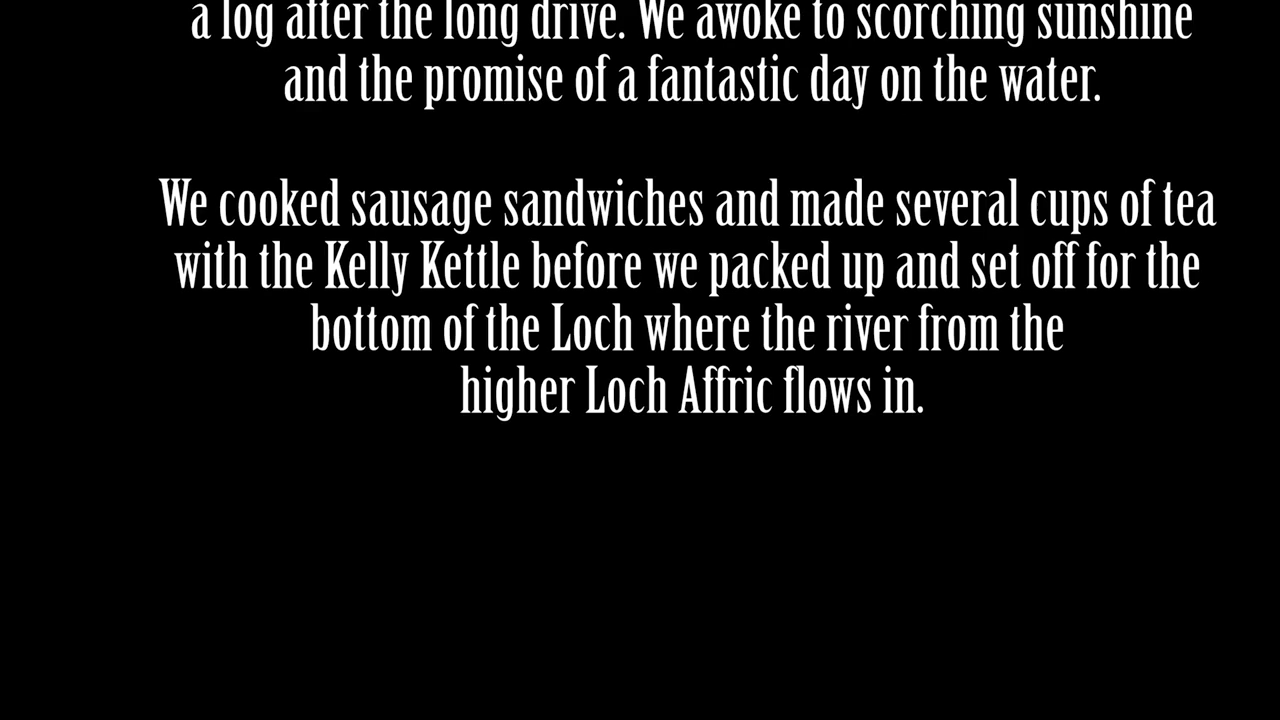 a log after the long drive. We awoke to scorching sunshine
and the promise of a fantastic day on the water.
We cooked sausage sandwiches and made several cups of tea
with the Kelly Kettle before we packed up and set off for the
bottom of the Loch where the river from the
higher Loch Affric flows in.